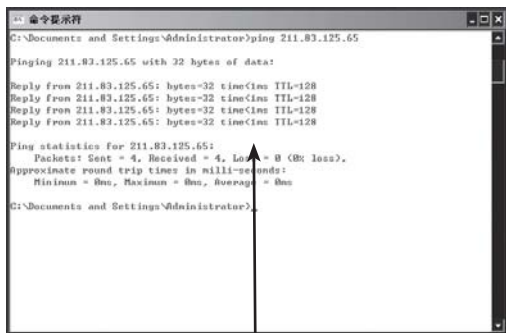 命令提示符
C:\Documents and Settings\Administrator>ping 211.83.125.65
Pinging 211.83.125.65 with 32 bytes of data:
Reply from 211.83.125.65: bytes=32 time<1ms TTL=128
Reply from 211.83.125.65: bytes=32 time<1ms TTL=128
Reply from 211.83.125.65: bytes=32 time<1ms TTL=128
Reply from 211.83.125.65: bytes=32 time<1ms TTL=128
Ping statistics for 211.83.125.65:
Packets: Sent = 4, Received = 4, Lost = 0 (0% loss),
Approximate round trip times in milli-seconds:
Minimum = 0ms, Maximum = 0ms, Average = 0ms
C:\Documents and Settings\Administrator>_